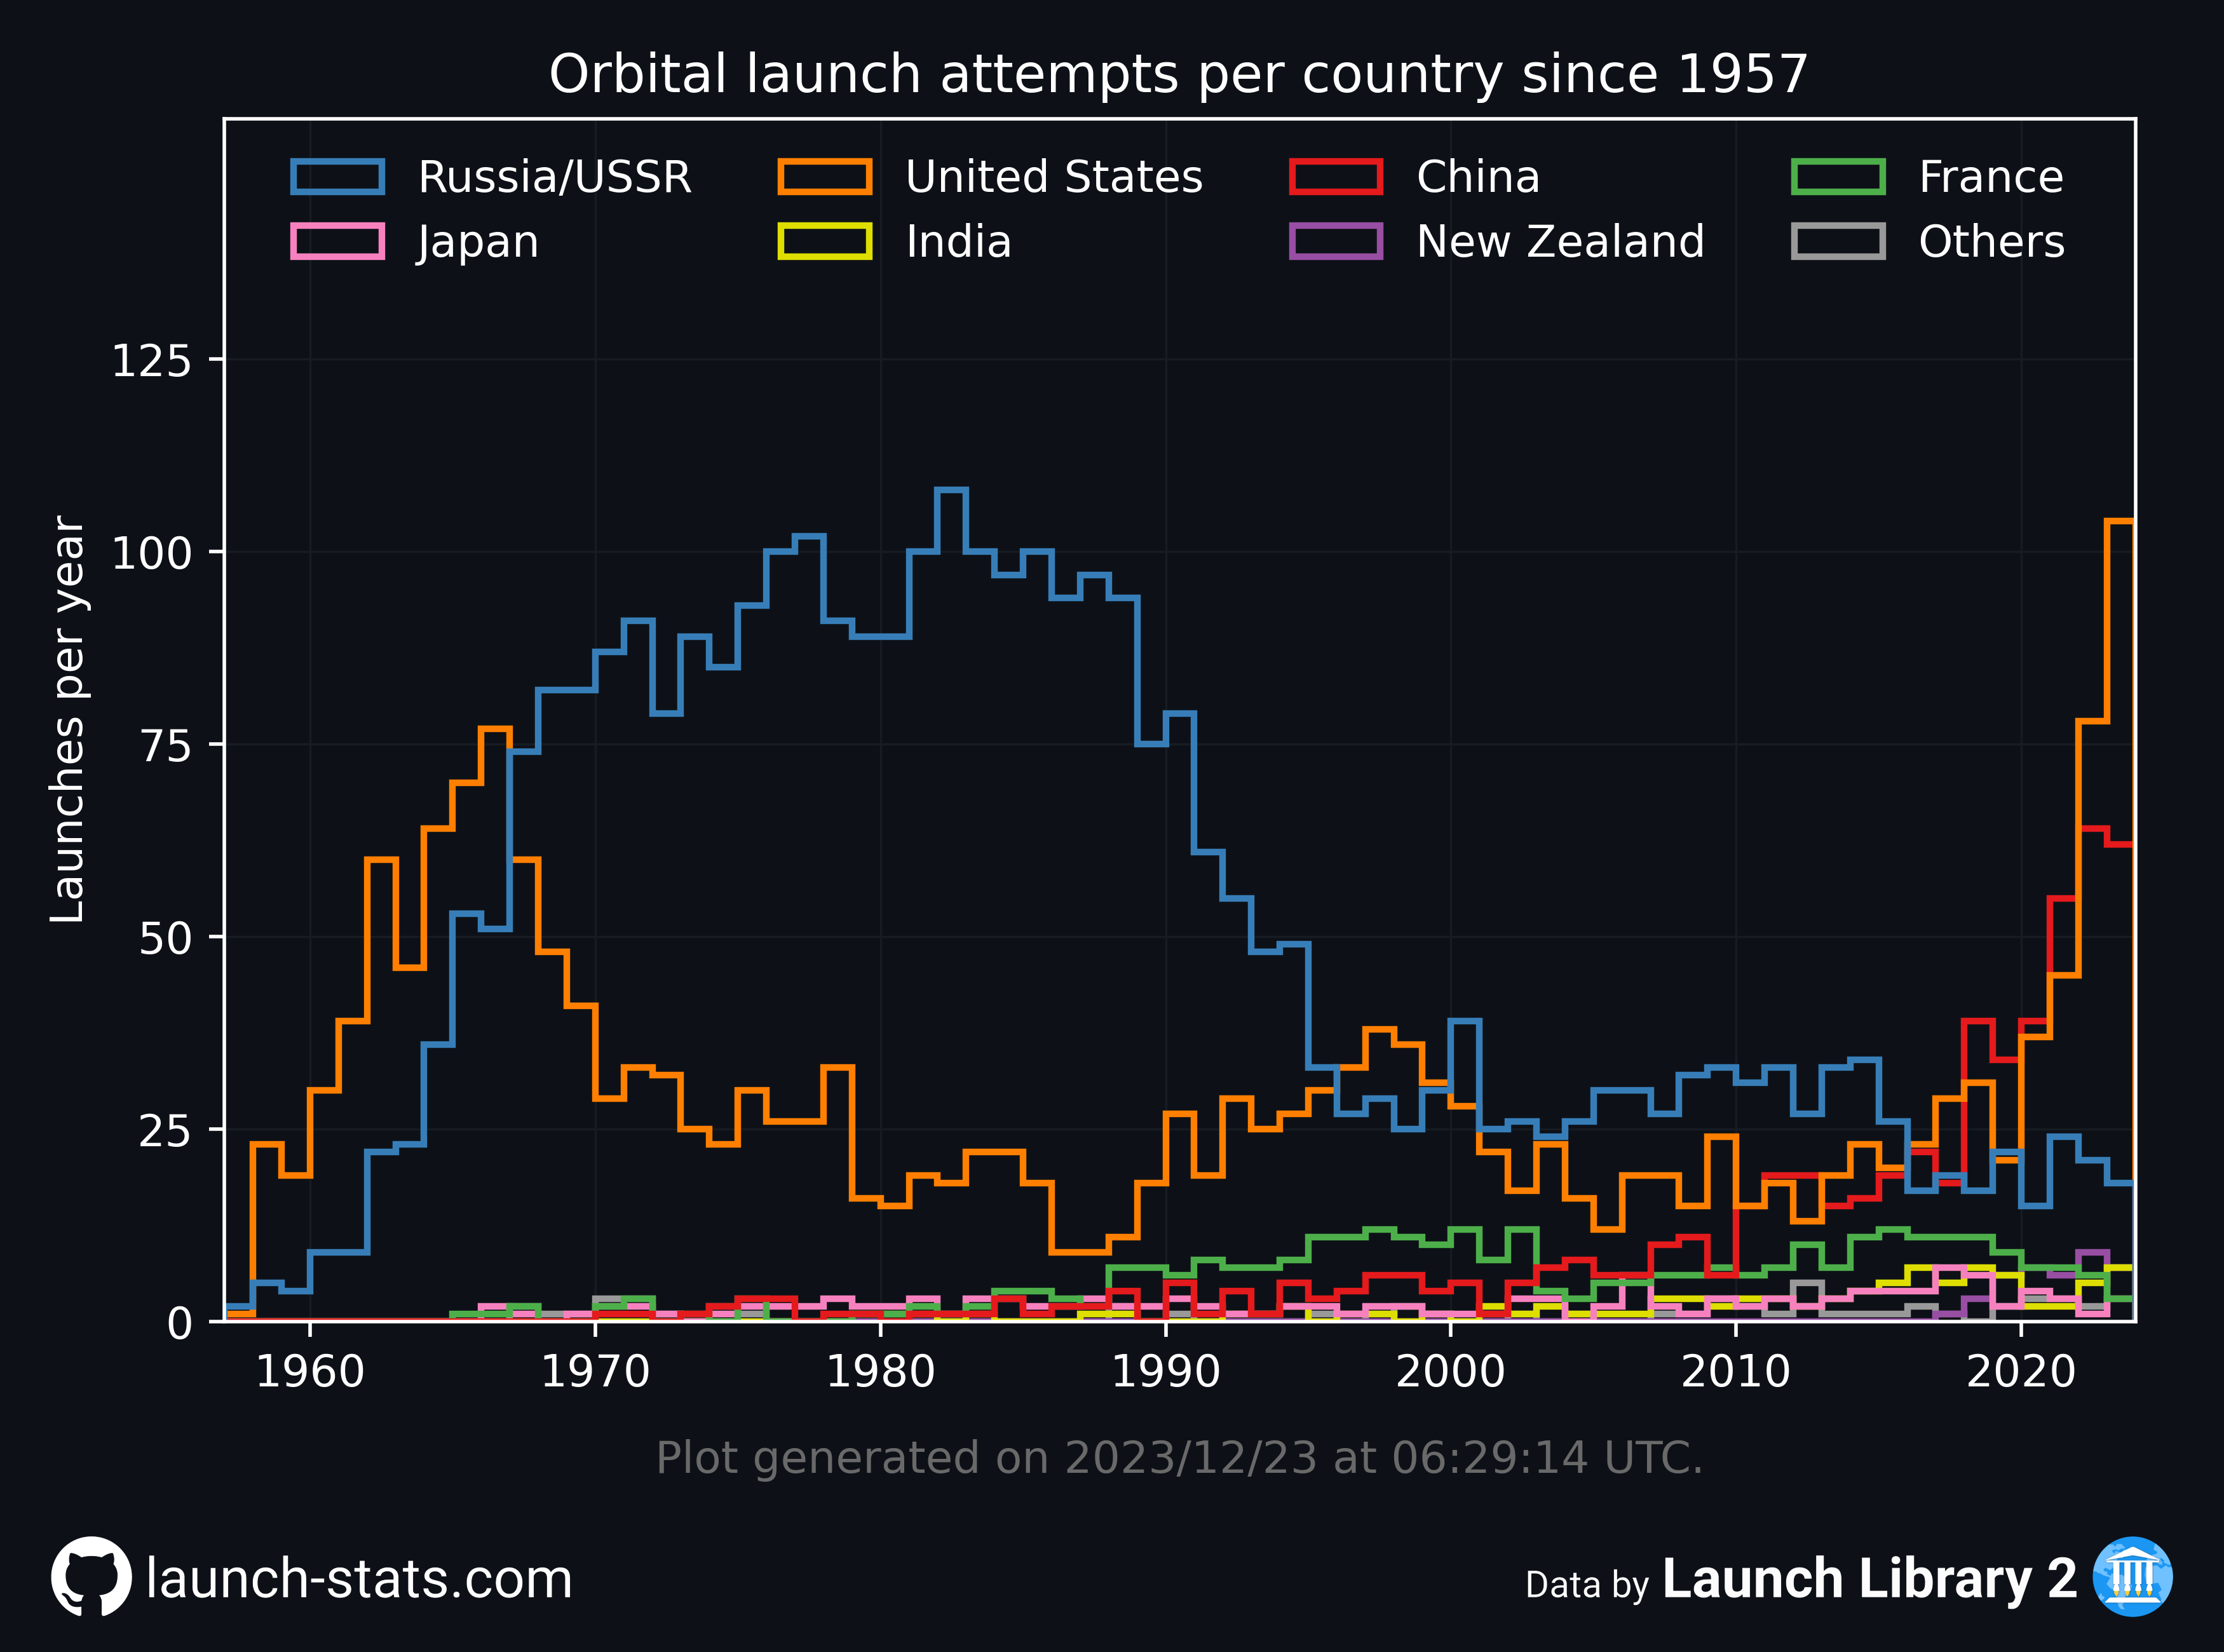 Orbital launch attempts per country since 1957
Russia/USSR United States China France
Japan India New Zealand Others
Launches per year
125
100
75
50
25
0
1960 1970 1980 1990 2000 2010 2020
Plot generated on 2023/12/23 at 06:29:14 UTC.
launch-stats.com
Data by Launch Library 2